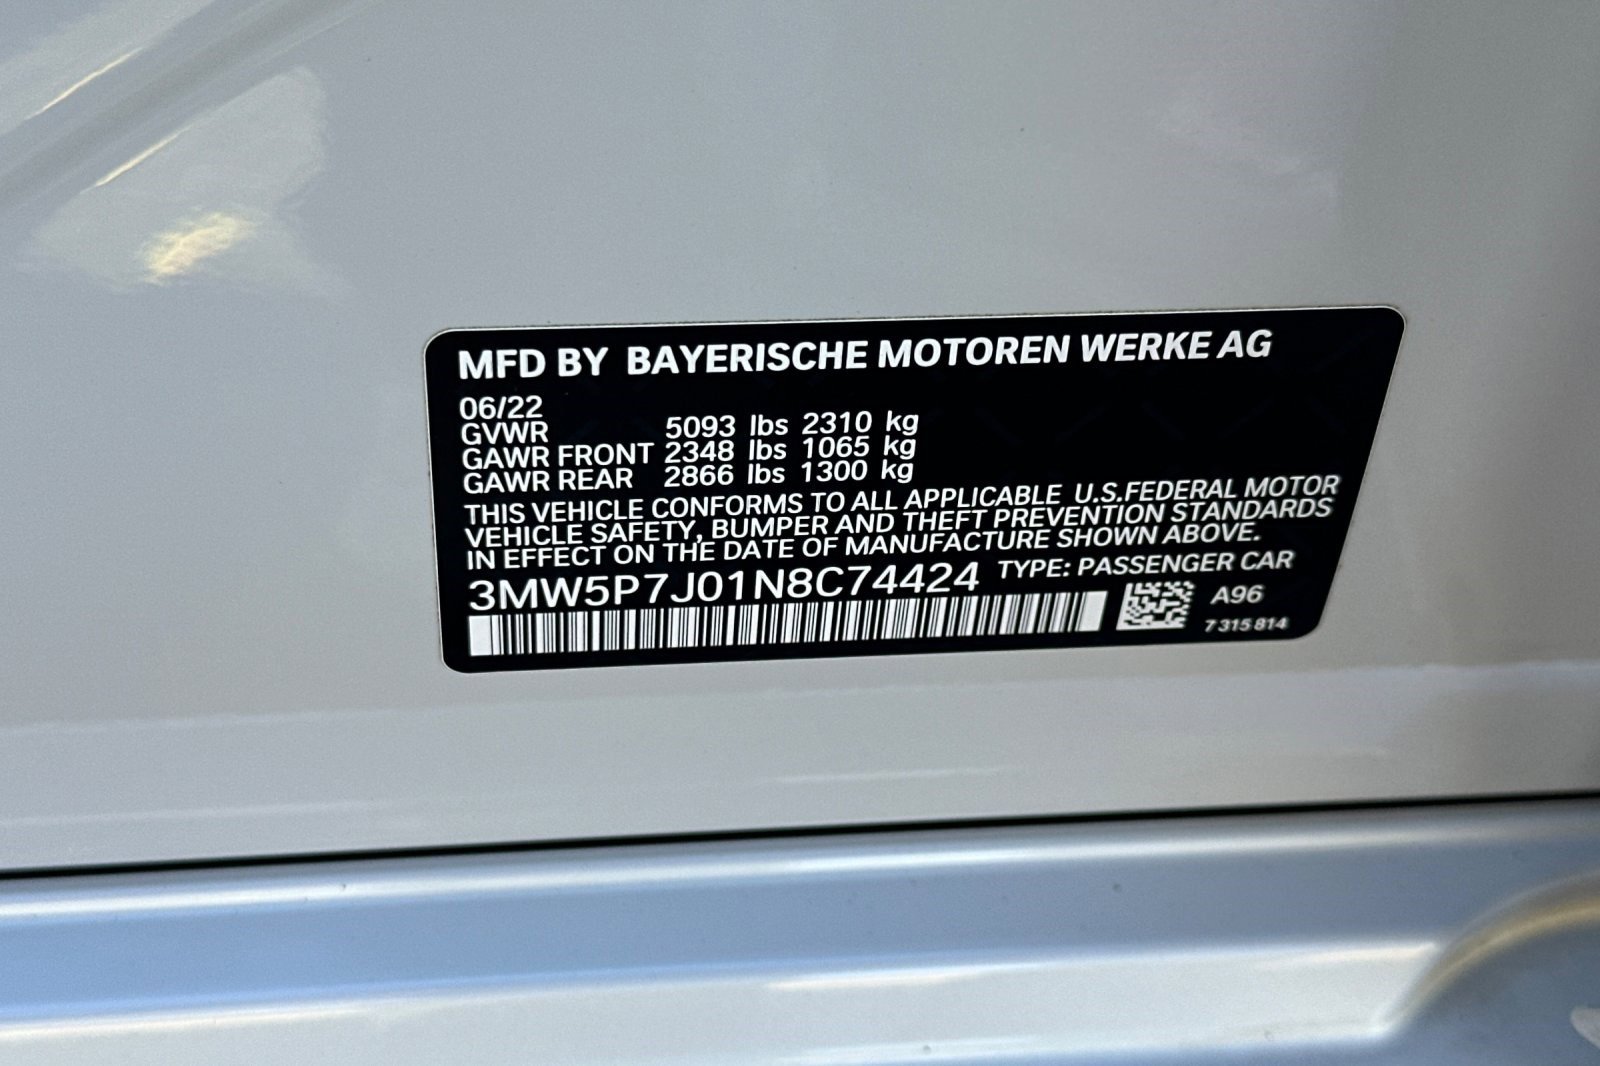 MFD BY BAYERISCHE MOTOREN WERKE AG
06/22
GVWR 5093 lbs 2310 kg
GAWR FRONT 2348 lbs 1065 kg
GAWR REAR 2866 lbs 1300 kg
THIS VEHICLE CONFORMS TO ALL APPLICABLE U.S.FEDERAL MOTOR
VEHICLE SAFETY, BUMPER AND THEFT PREVENTION STANDARDS
IN EFFECT ON THE DATE OF MANUFACTURE SHOWN ABOVE.
3MW5P7J01N8C74424 TYPE: PASSENGER CAR
A96
7 315 814